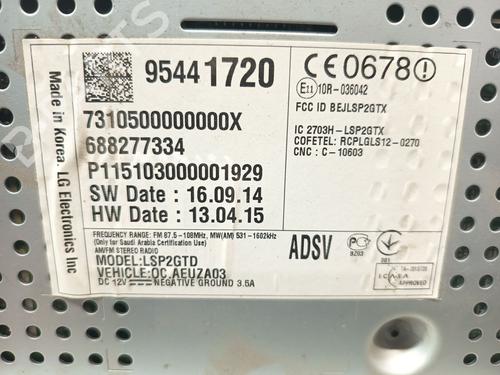 95441720
7310500000000X
688277334
P115103000001929
SW Date : 16.09.14
HW Date : 13.04.15
Made in Korea. LG Electronics Inc
CE0678
E11 10R-036042
FCC ID BEJLSP2GTX
IC 2703H-LSP2GTX
COFETEL: RCPLGLS12-0270
CNC : C-10603
FREQUENCY RANGE: FM 87.5-108MHz, MW(AM) 531-1602kHz
(Only for Saudi Arabia Certification Use)
AM/FM STEREO RADIO
MODEL:LSP2GTD
VEHICLE:OC.AEUZA03
DC 12V NEGATIVE GROUND 3.5A
ADSV
ICASA
APPROVED